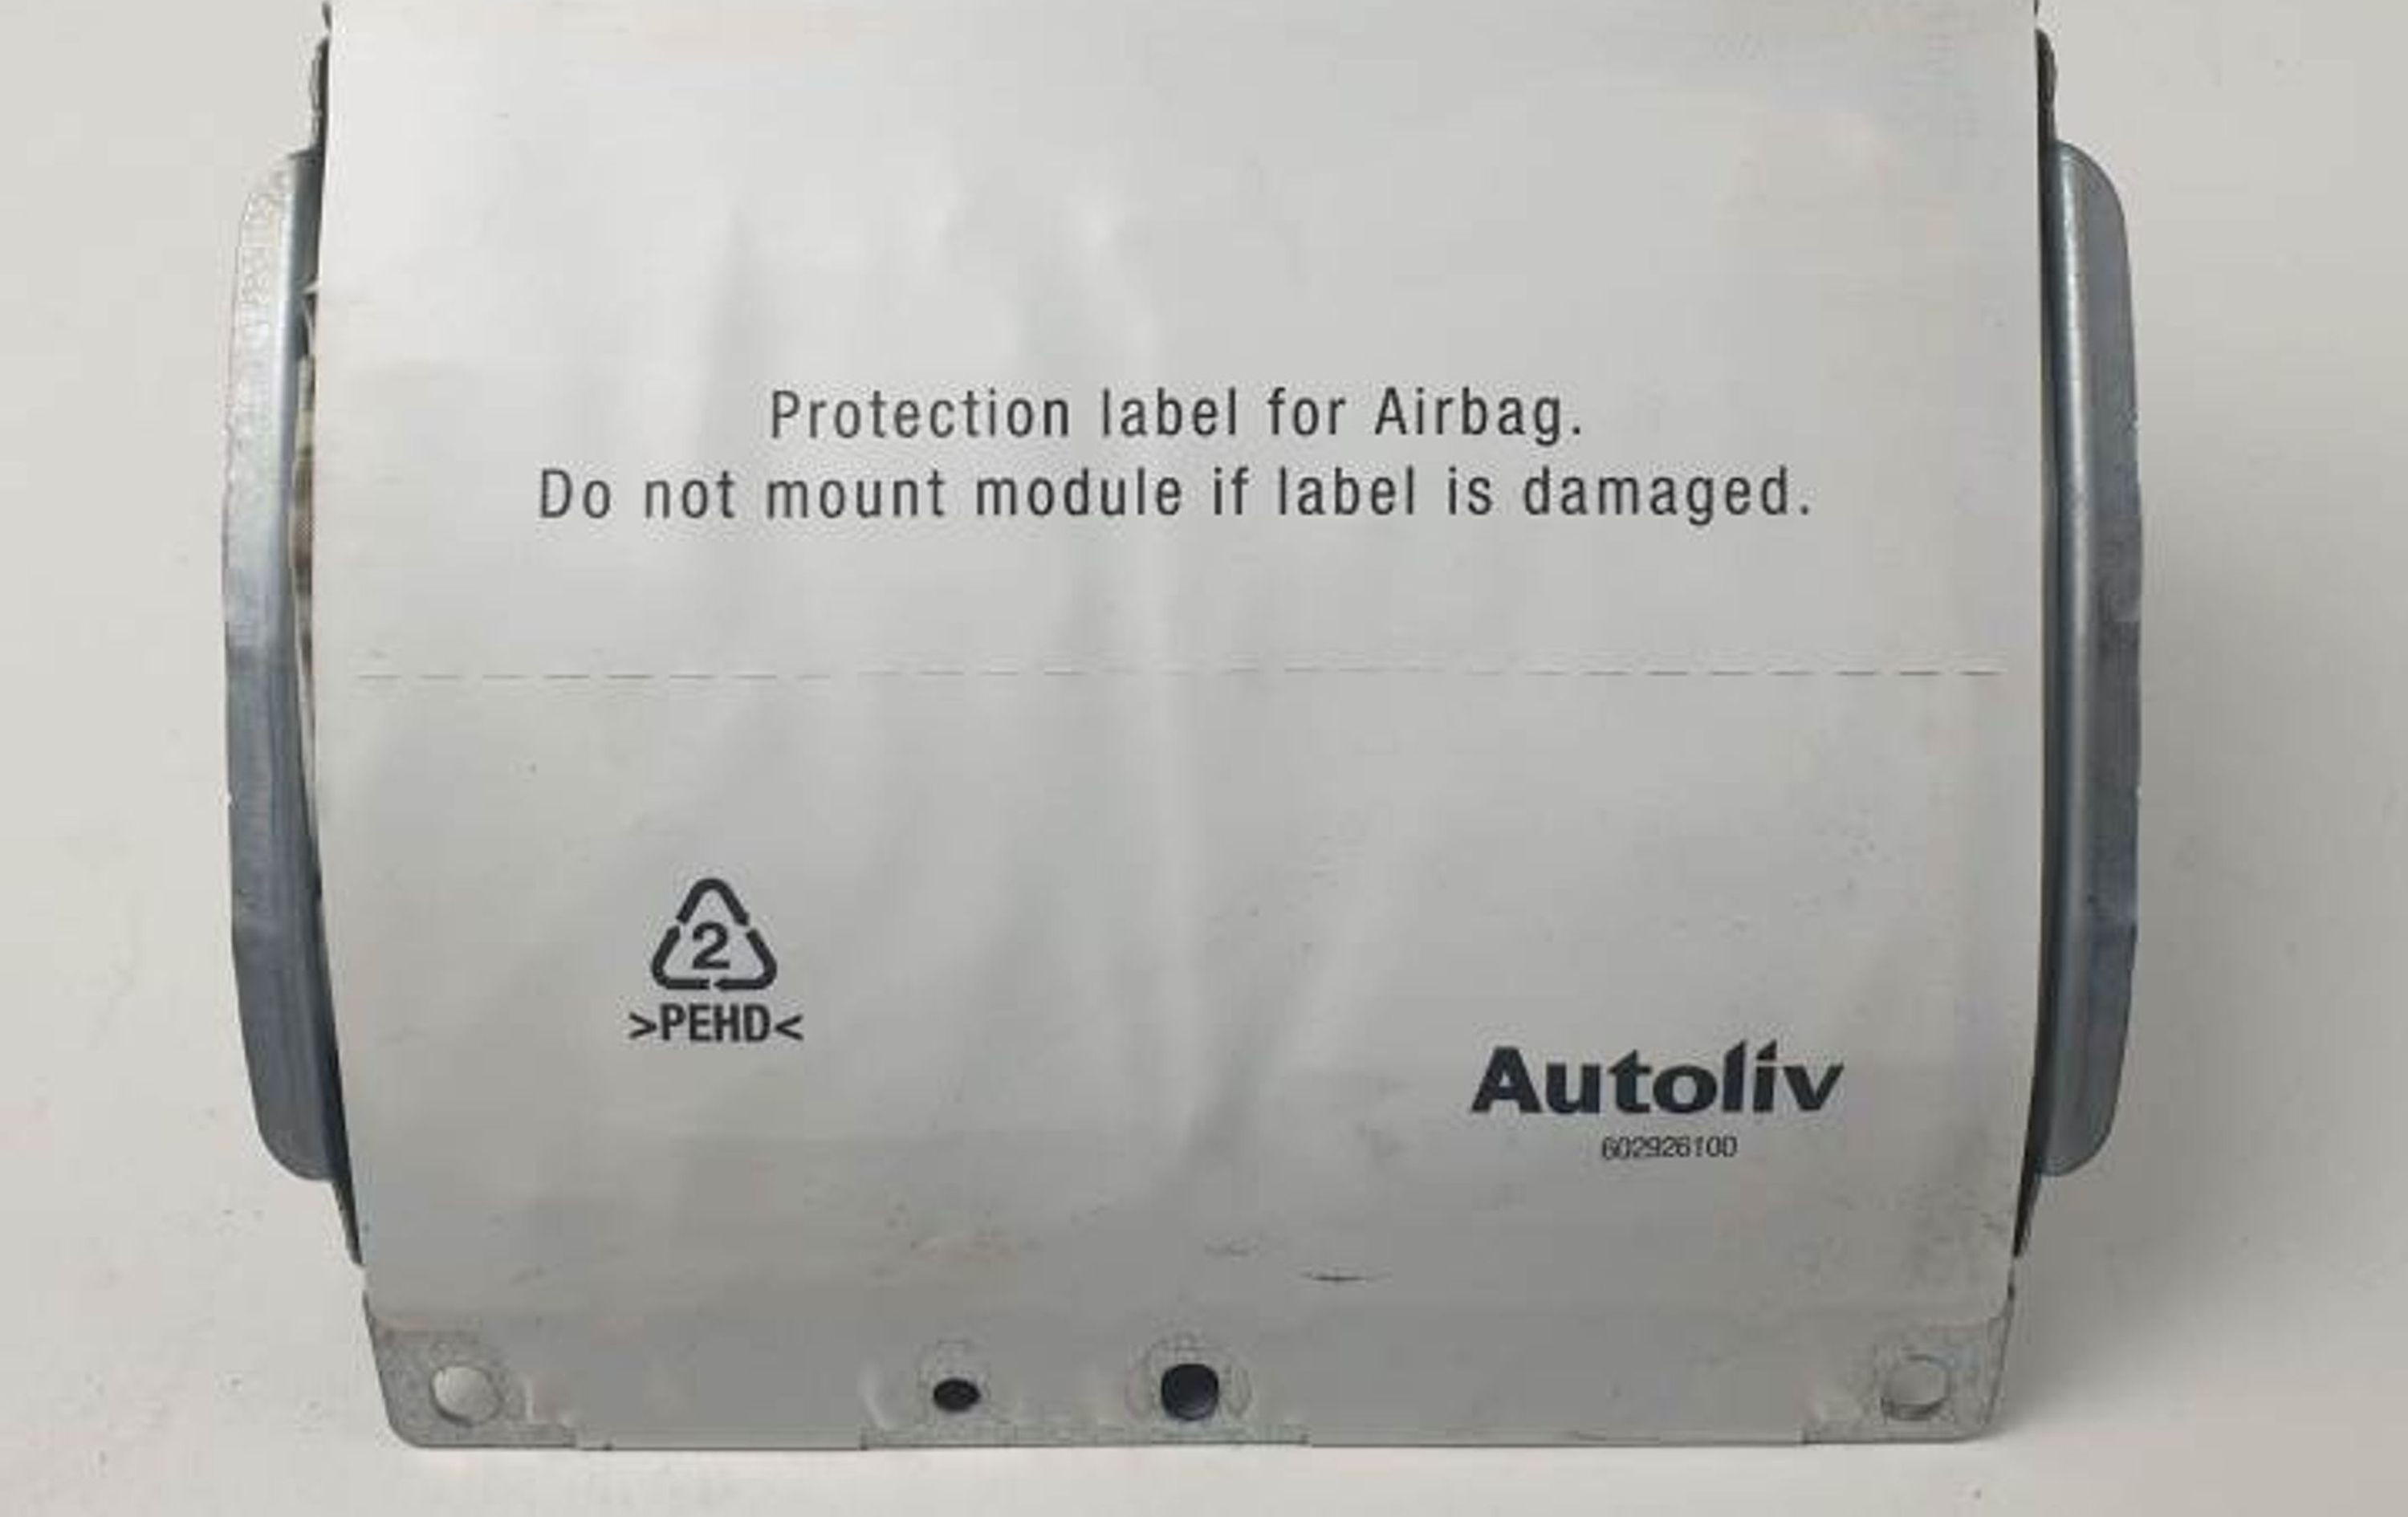 Protection label for Airbag.
Do not mount module if label is damaged.
2
>PEHD<
Autoliv
602926100